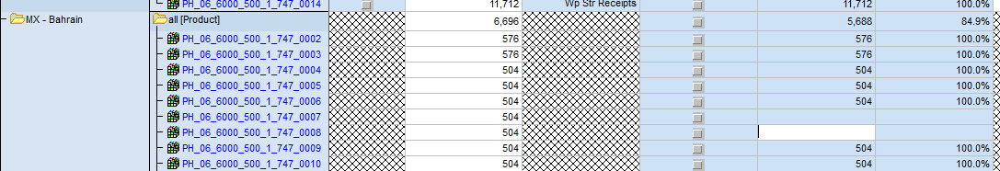 PH_06_6000_500_1_747_0014 11,712 Wp Str Receipts 11,712 100.0%
MX - Bahrain all [Product] 6,696 5,688 84.9%
PH_06_6000_500_1_747_0002 576 576 100.0%
PH_06_6000_500_1_747_0003 576 576 100.0%
PH_06_6000_500_1_747_0004 504 504 100.0%
PH_06_6000_500_1_747_0005 504 504 100.0%
PH_06_6000_500_1_747_0006 504 504 100.0%
PH_06_6000_500_1_747_0007 504
PH_06_6000_500_1_747_0008 504
PH_06_6000_500_1_747_0009 504 504 100.0%
PH_06_6000_500_1_747_0010 504 504 100.0%